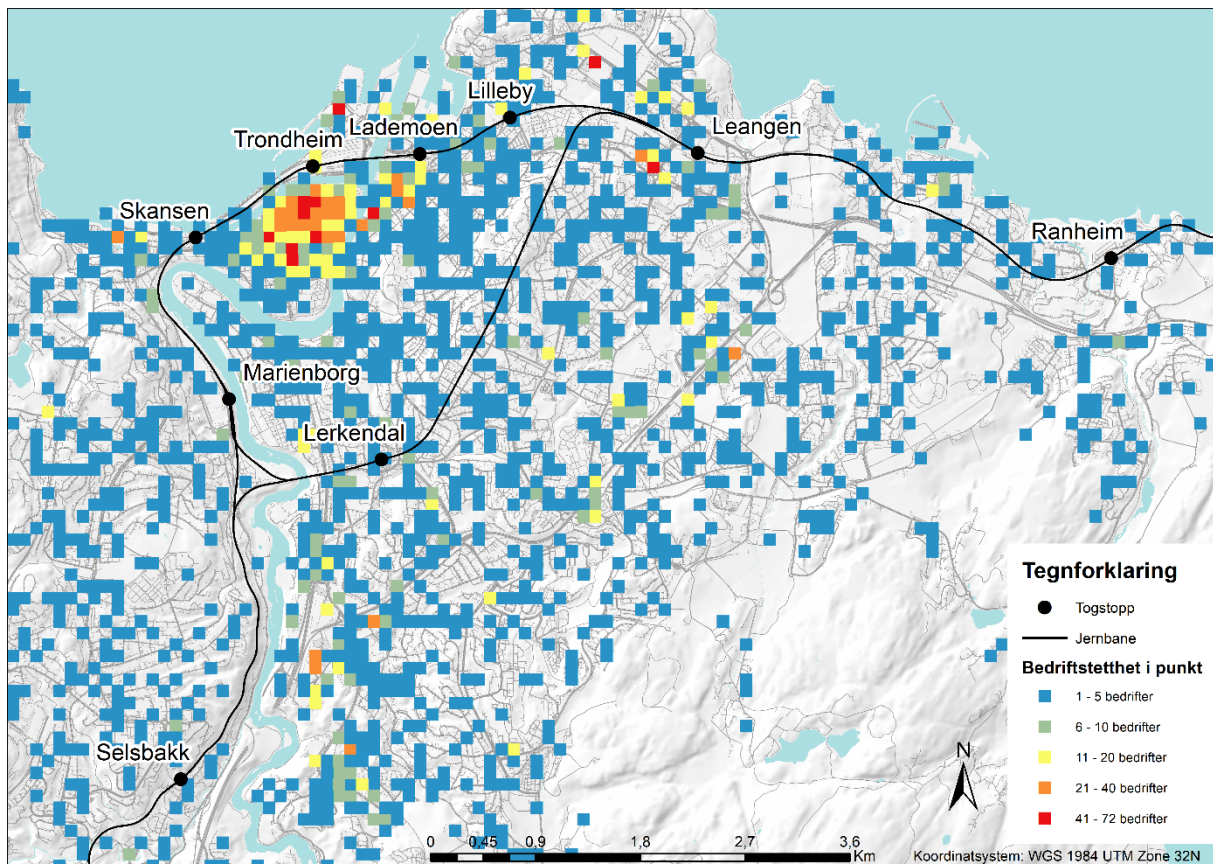 Lilleby
Lademoen
Trondheim
Leangen
Skansen
Ranheim
Marienborg
Lerkendal
Selsbakk
Tegnforklaring
Togstopp
Jernbane
Bedriftstetthet i punkt
1 - 5 bedrifter
6 - 10 bedrifter
11 - 20 bedrifter
21 - 40 bedrifter
41 - 72 bedrifter
N
0 0,45 0,9 1,8 2,7 3,6
Km
Koordinatsystem: WGS 1984 UTM Zone 32N